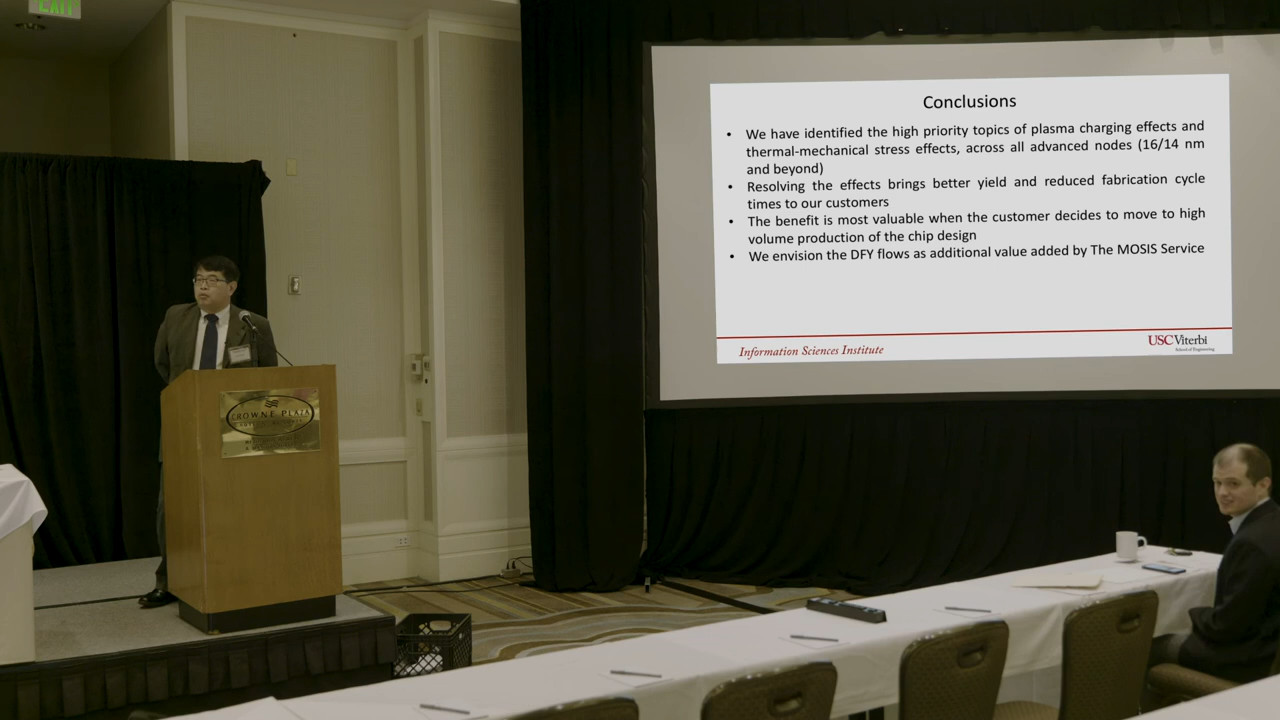 EXIT
Conclusions
• We have identified the high priority topics of plasma charging effects and
thermal-mechanical stress effects, across all advanced nodes (16/14 nm
and beyond)
• Resolving the effects brings better yield and reduced fabrication cycle
times to our customers
• The benefit is most valuable when the customer decides to move to high
volume production of the chip design
• We envision the DFY flows as additional value added by The MOSIS Service
Information Sciences Institute
USC Viterbi
School of Engineering
CROWNE PLAZA